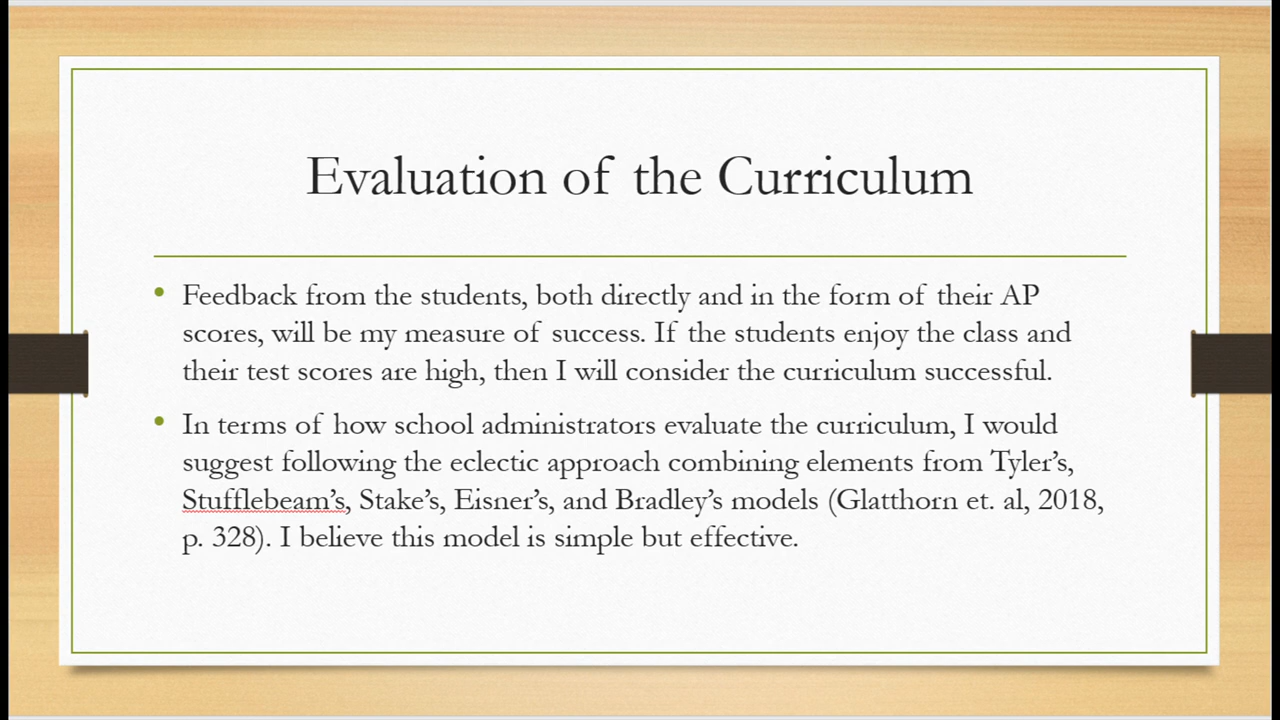 Evaluation of the Curriculum
• Feedback from the students, both directly and in the form of their AP
scores, will be my measure of success. If the students enjoy the class and
their test scores are high, then I will consider the curriculum successful.
• In terms of how school administrators evaluate the curriculum, I would
suggest following the eclectic approach combining elements from Tyler’s,
Stufflebeam’s, Stake’s, Eisner’s, and Bradley’s models (Glatthorn et. al, 2018,
p. 328). I believe this model is simple but effective.